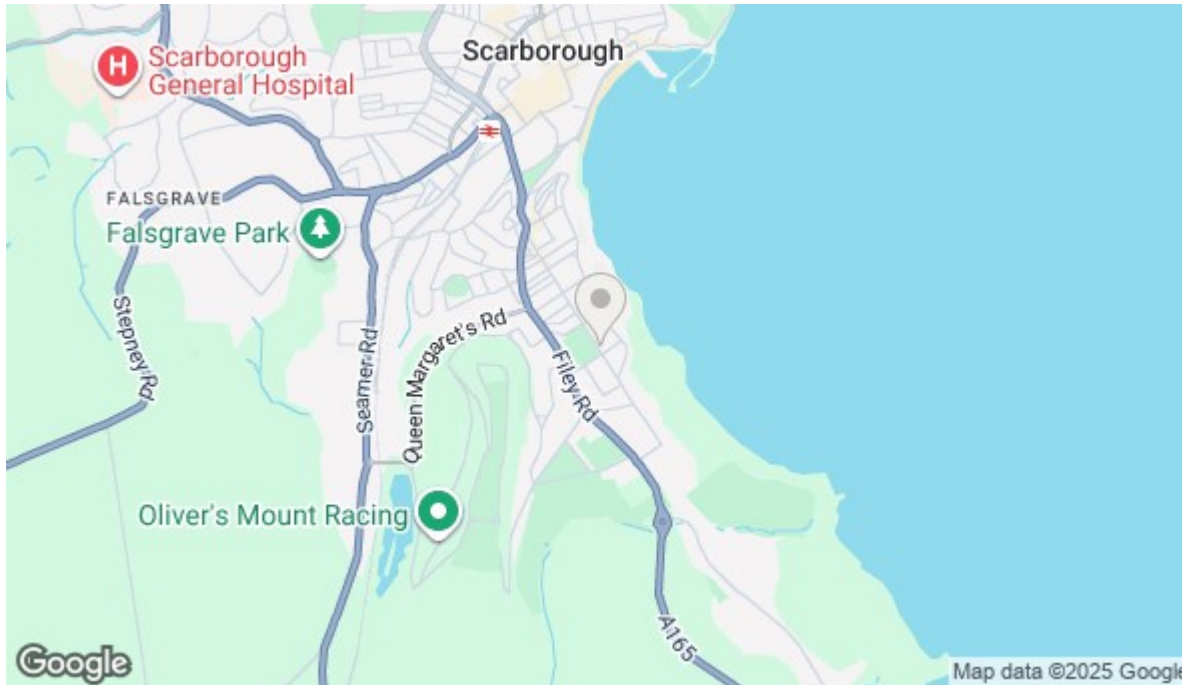 Scarborough
H
Scarborough
General Hospital
FALSGRAVE
Falsgrave Park
Stepney Rd
Seamer Rd
Queen Margaret's Rd
Filey Rd
Oliver's Mount Racing
A165
Google
Map data ©2025 Google